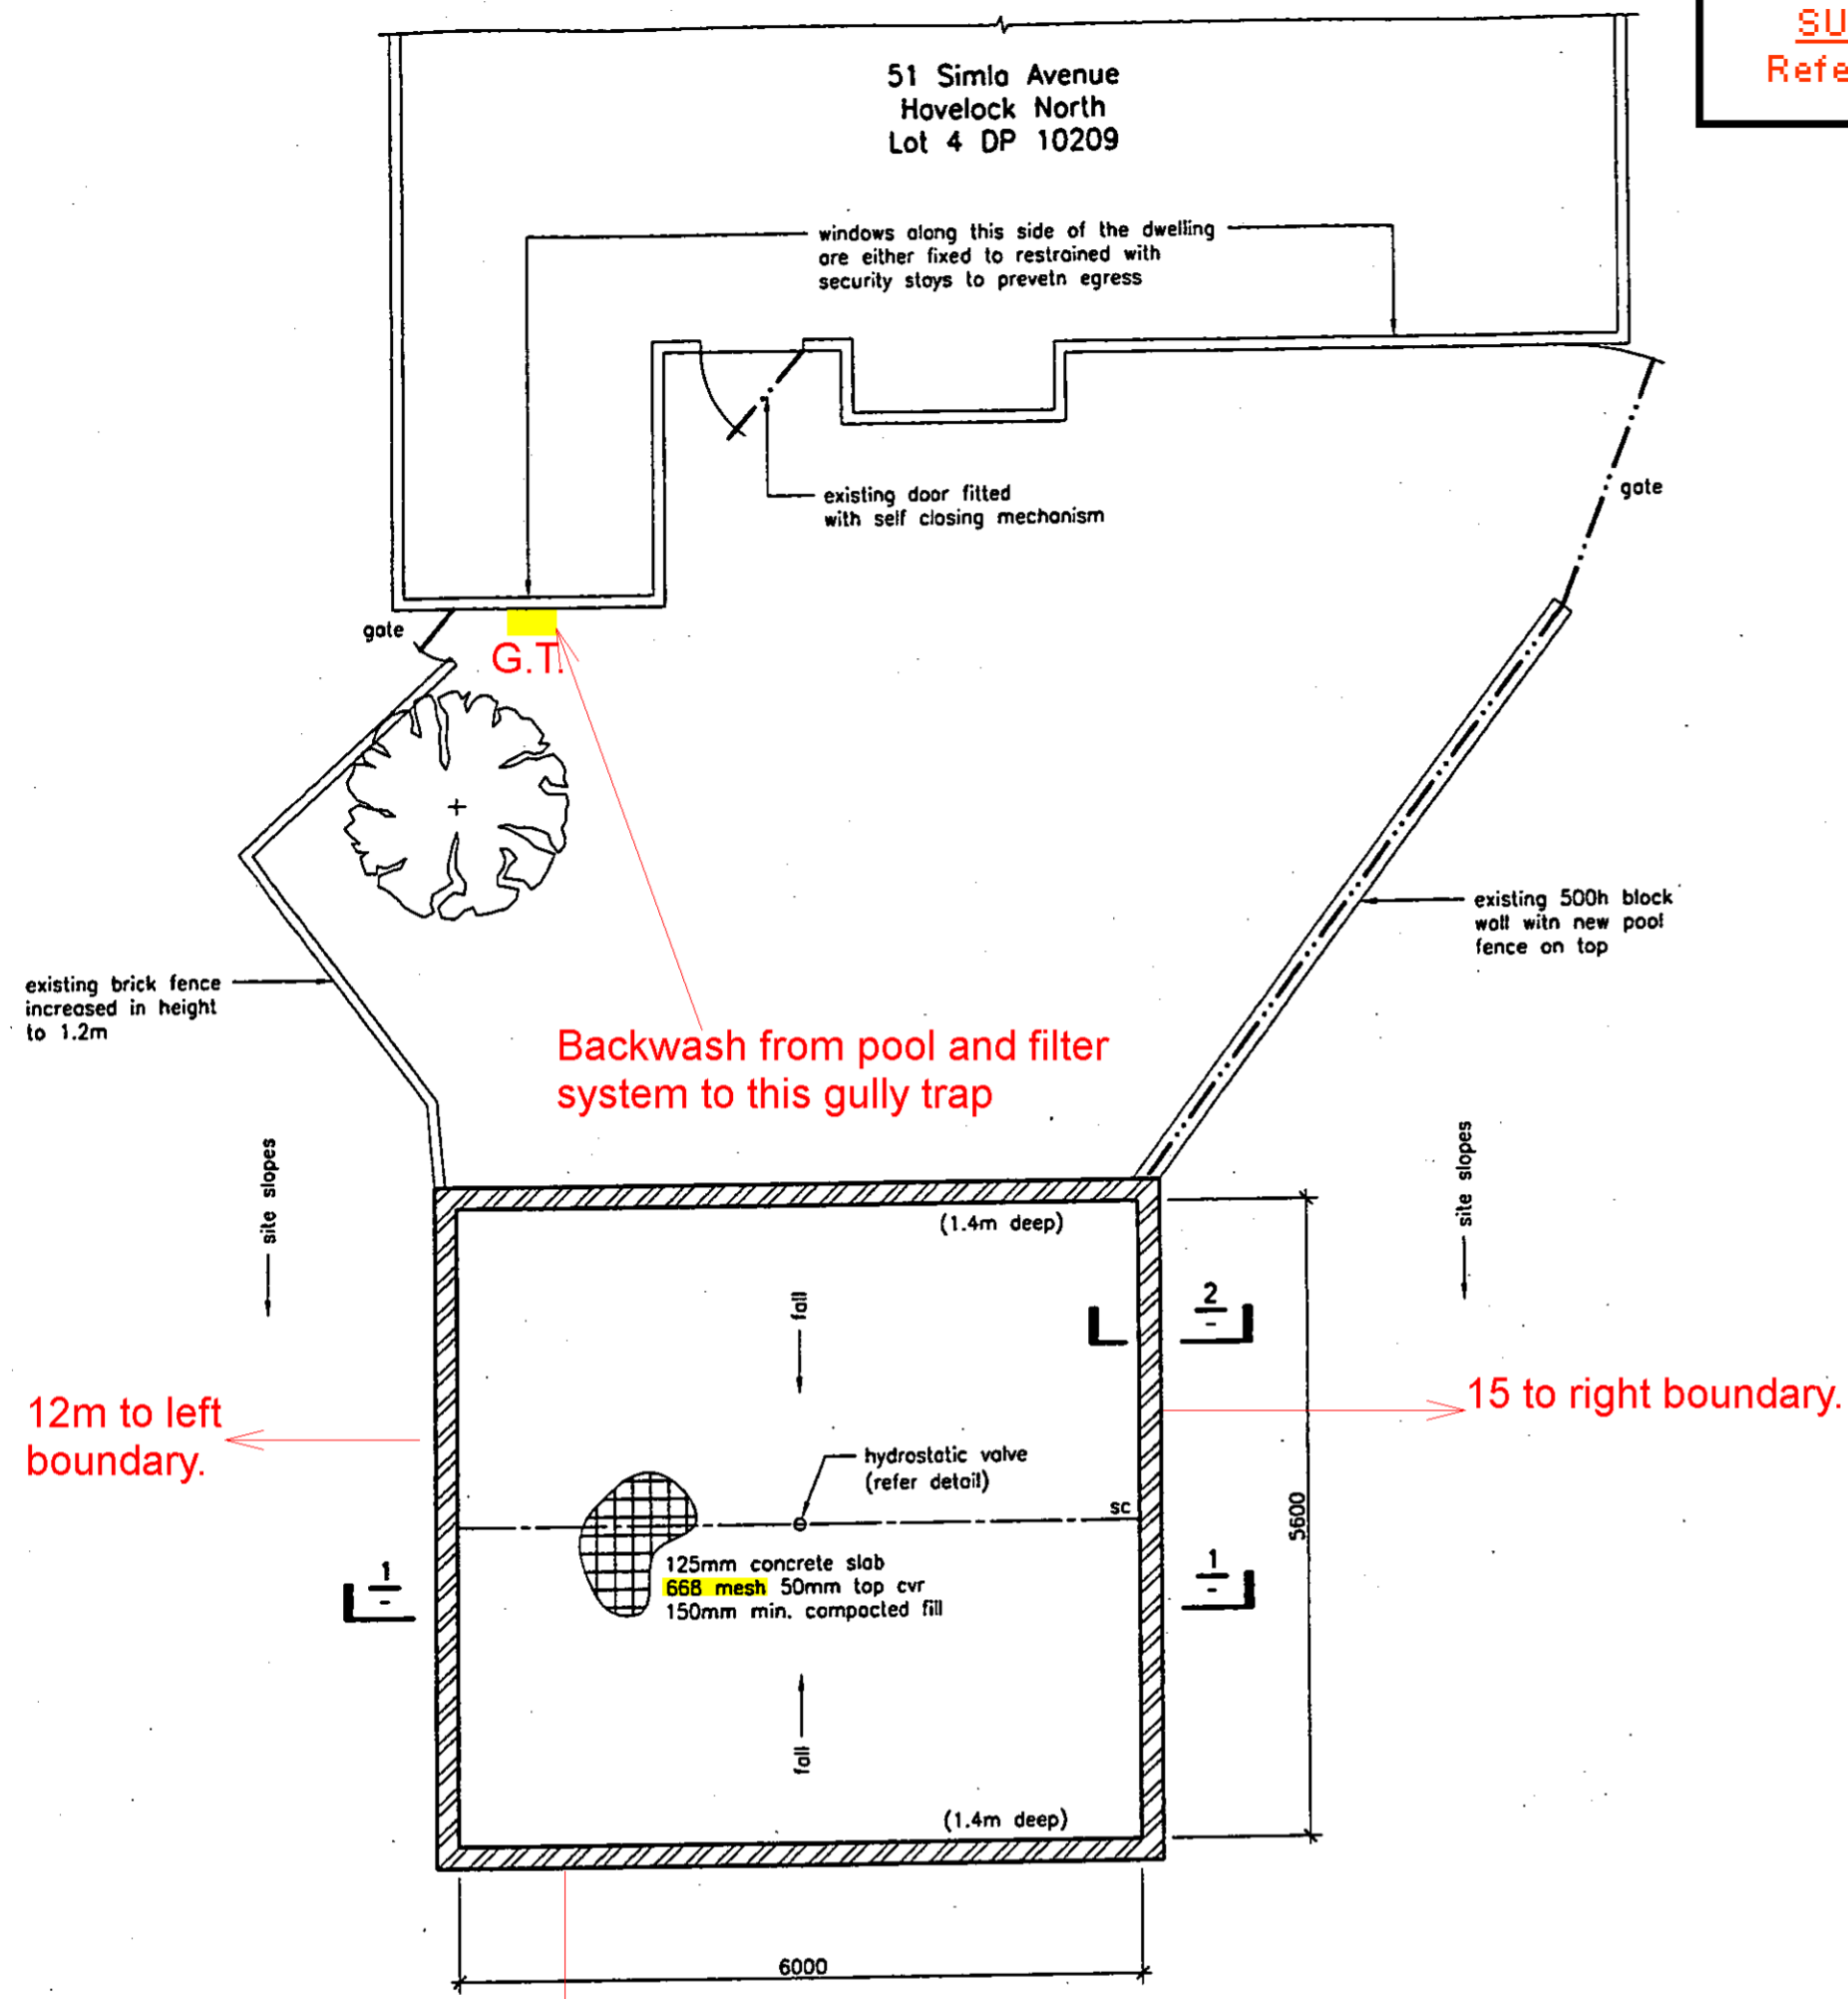 SU
Refe
51 Simla Avenue
Havelock North
Lot 4 DP 10209
windows along this side of the dwelling
are either fixed to restrained with
security stays to prevetn egress
existing door fitted
with self closing mechanism
gate
gate
G.T.
existing 500h block
wall witn new pool
fence on top
existing brick fence
increased in height
to 1.2m
Backwash from pool and filter
system to this gully trap
site slopes
site slopes
(1.4m deep)
fall
2
-
12m to left
boundary.
15 to right boundary.
hydrostatic valve
(refer detail)
SC
5600
125mm concrete slab
668 mesh 50mm top cvr
150mm min. compacted fill
1
-
1
-
fall
(1.4m deep)
6000